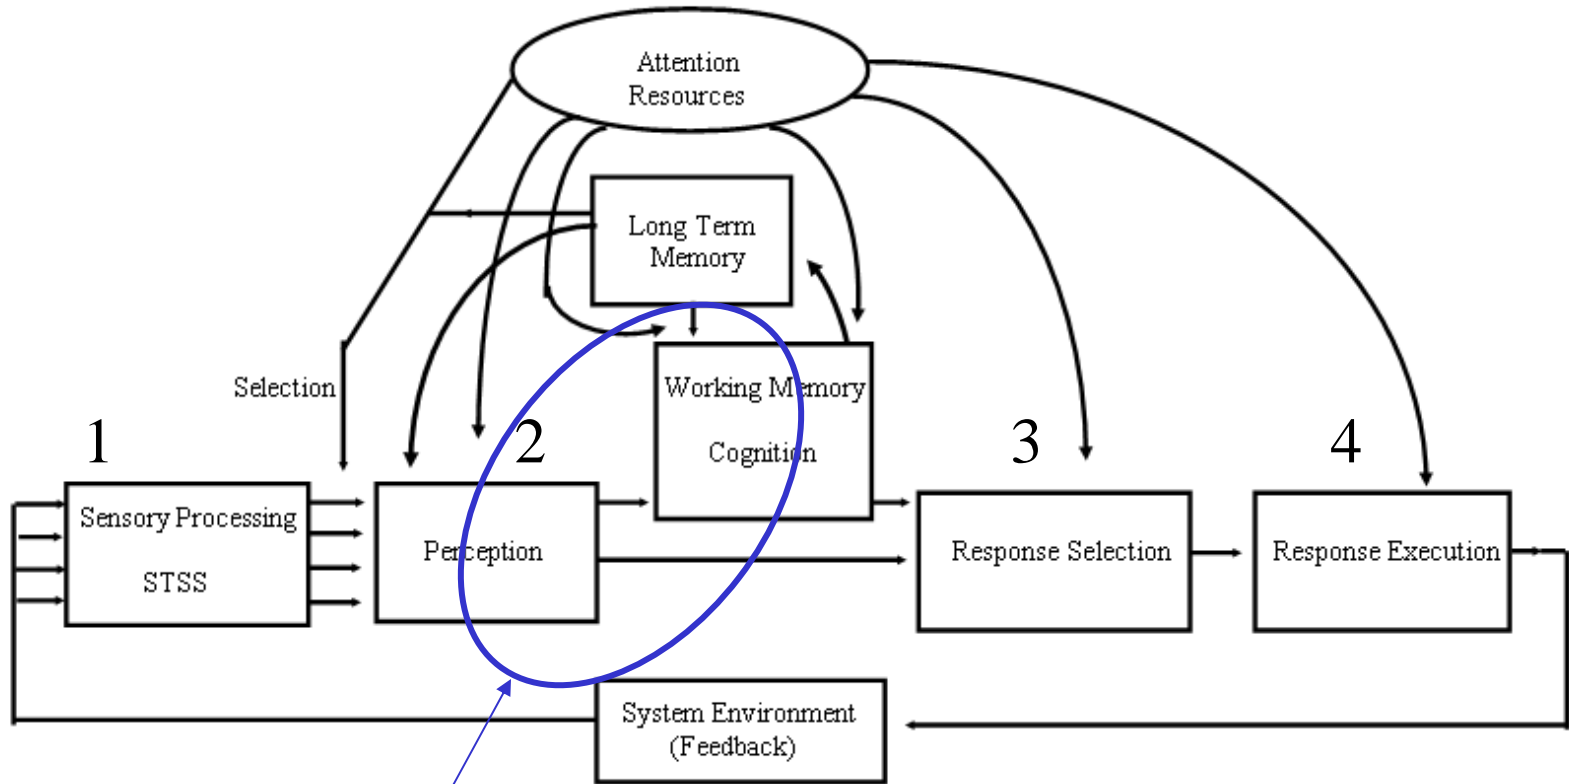 Attention
Resources
Long Term
Memory
Selection
Working Memory
Cognition
1
2
3
4
Sensory Processing
STSS
Perception
Response Selection
Response Execution
System Environment
(Feedback)